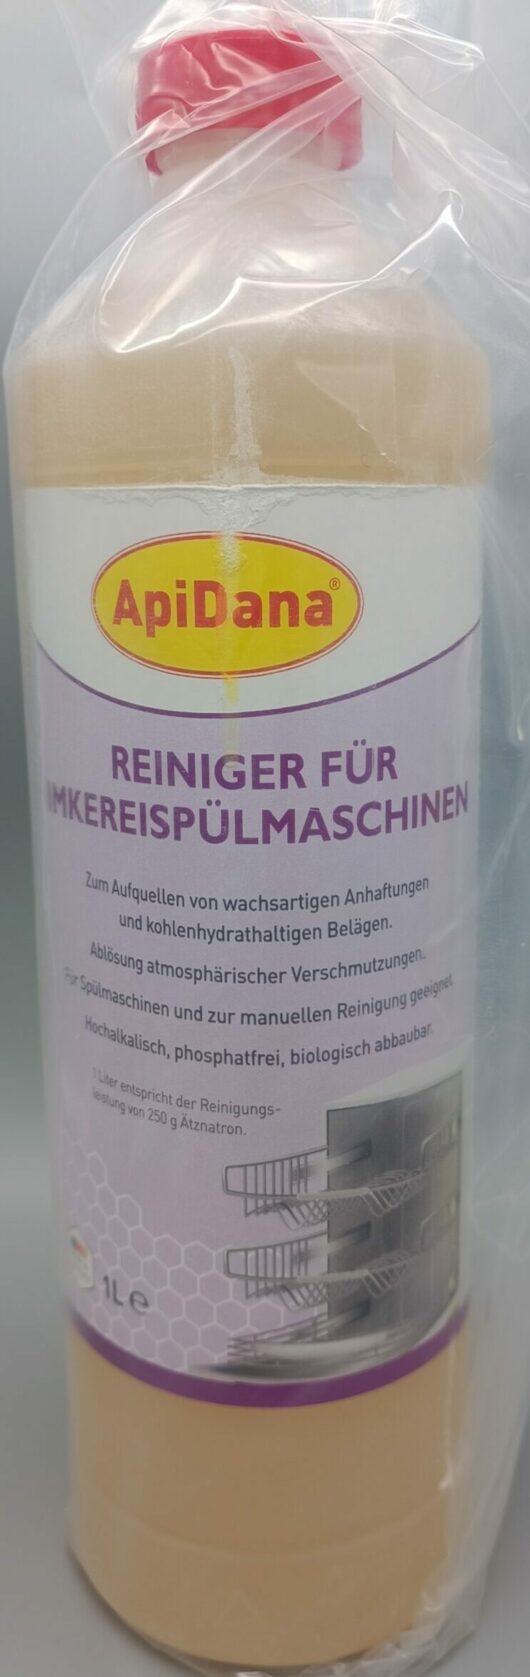 ApiDana®
REINIGER FÜR
IMKEREISPÜLMASCHINEN
Zum Aufquellen von wachsartigen Anhaftungen
und kohlenhydrathaltigen Belägen.
Ablösung atmosphärischer Verschmutzungen.
Für Spülmaschinen und zur manuellen Reinigung geeignet.
Hochalkalisch, phosphatfrei, biologisch abbaubar.
1 Liter entspricht der Reinigungs-
leistung von 250 g Ätznatron.
1L ℮